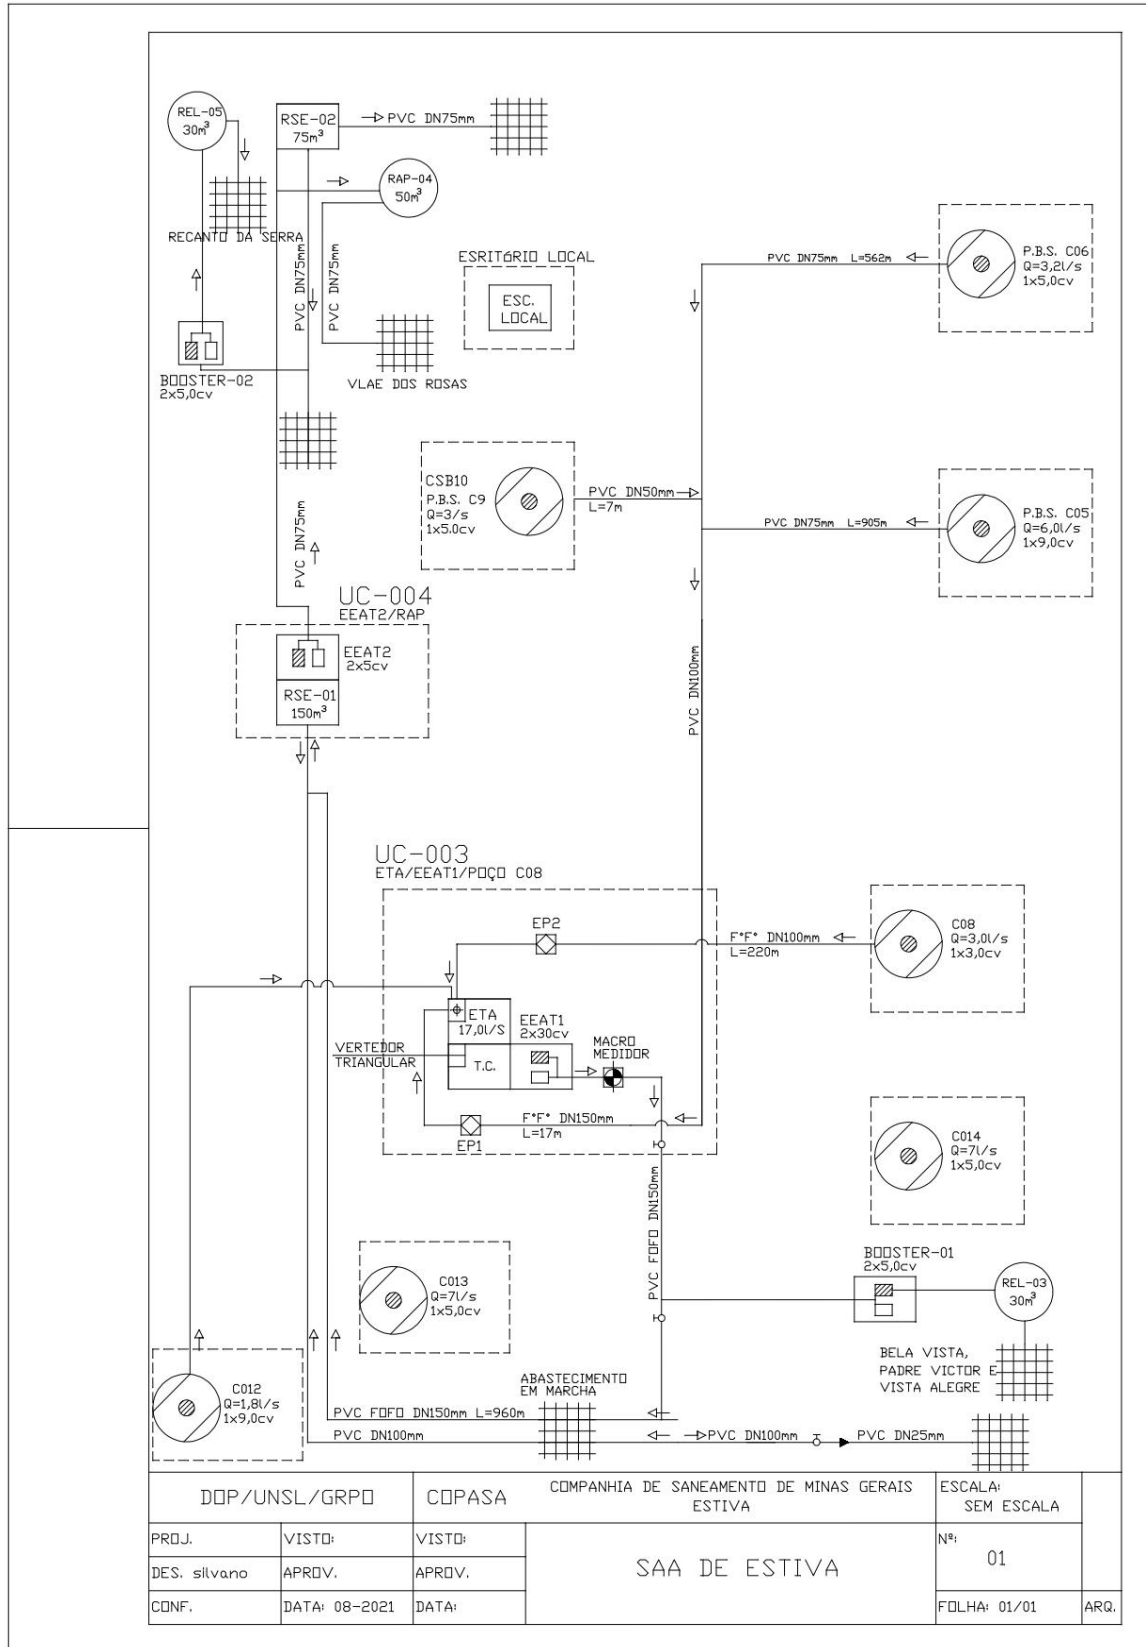 REL-05
30m³
RSE-02
75m³
PVC DN75mm
RAP-04
50m³
RECANTO DA SERRA
PVC DN75mm
PVC DN75mm
ESRITóRIO LOCAL
ESC.
LOCAL
PVC DN75mm L=562m
P.B.S. C06
Q=3,2l/s
1x5,0cv
BOOSTER-02
2x5,0cv
VLAE DOS ROSAS
CSB10
P.B.S. C9
Q=3/s
1x5.0cv
PVC DN50mm
L=7m
PVC DN75mm L=905m
P.B.S. C05
Q=6,0l/s
1x9,0cv
PVC DN75mm
UC-004
EEAT2/RAP
EEAT2
2x5cv
RSE-01
150m³
PVC DN100mm
UC-003
ETA/EEAT1/POÇO C08
EP2
F°F° DN100mm
L=220m
C08
Q=3,0l/s
1x3,0cv
ETA
17,0l/S
EEAT1
2x30cv
MACRO
MEDIDOR
VERTEDOR
TRIANGULAR
T.C.
F°F° DN150mm
L=17m
EP1
C014
Q=7l/s
1x5,0cv
PVC FOFO DN150mm
BOOSTER-01
2x5,0cv
REL-03
30m³
C013
Q=7l/s
1x5,0cv
BELA VISTA,
PADRE VICTOR E
VISTA ALEGRE
C012
Q=1,8l/s
1x9,0cv
ABASTECIMENTO
EM MARCHA
PVC FOFO DN150mm L=960m
PVC DN100mm
PVC DN100mm
PVC DN25mm
DOP/UNSL/GRPO
COPASA
COMPANHIA DE SANEAMENTO DE MINAS GERAIS
ESTIVA
ESCALA:
SEM ESCALA
PROJ.
VISTO:
VISTO:
SAA DE ESTIVA
Nº:
01
DES. silvano
APROV.
APROV.
CONF.
DATA: 08-2021
DATA:
FOLHA: 01/01
ARQ.